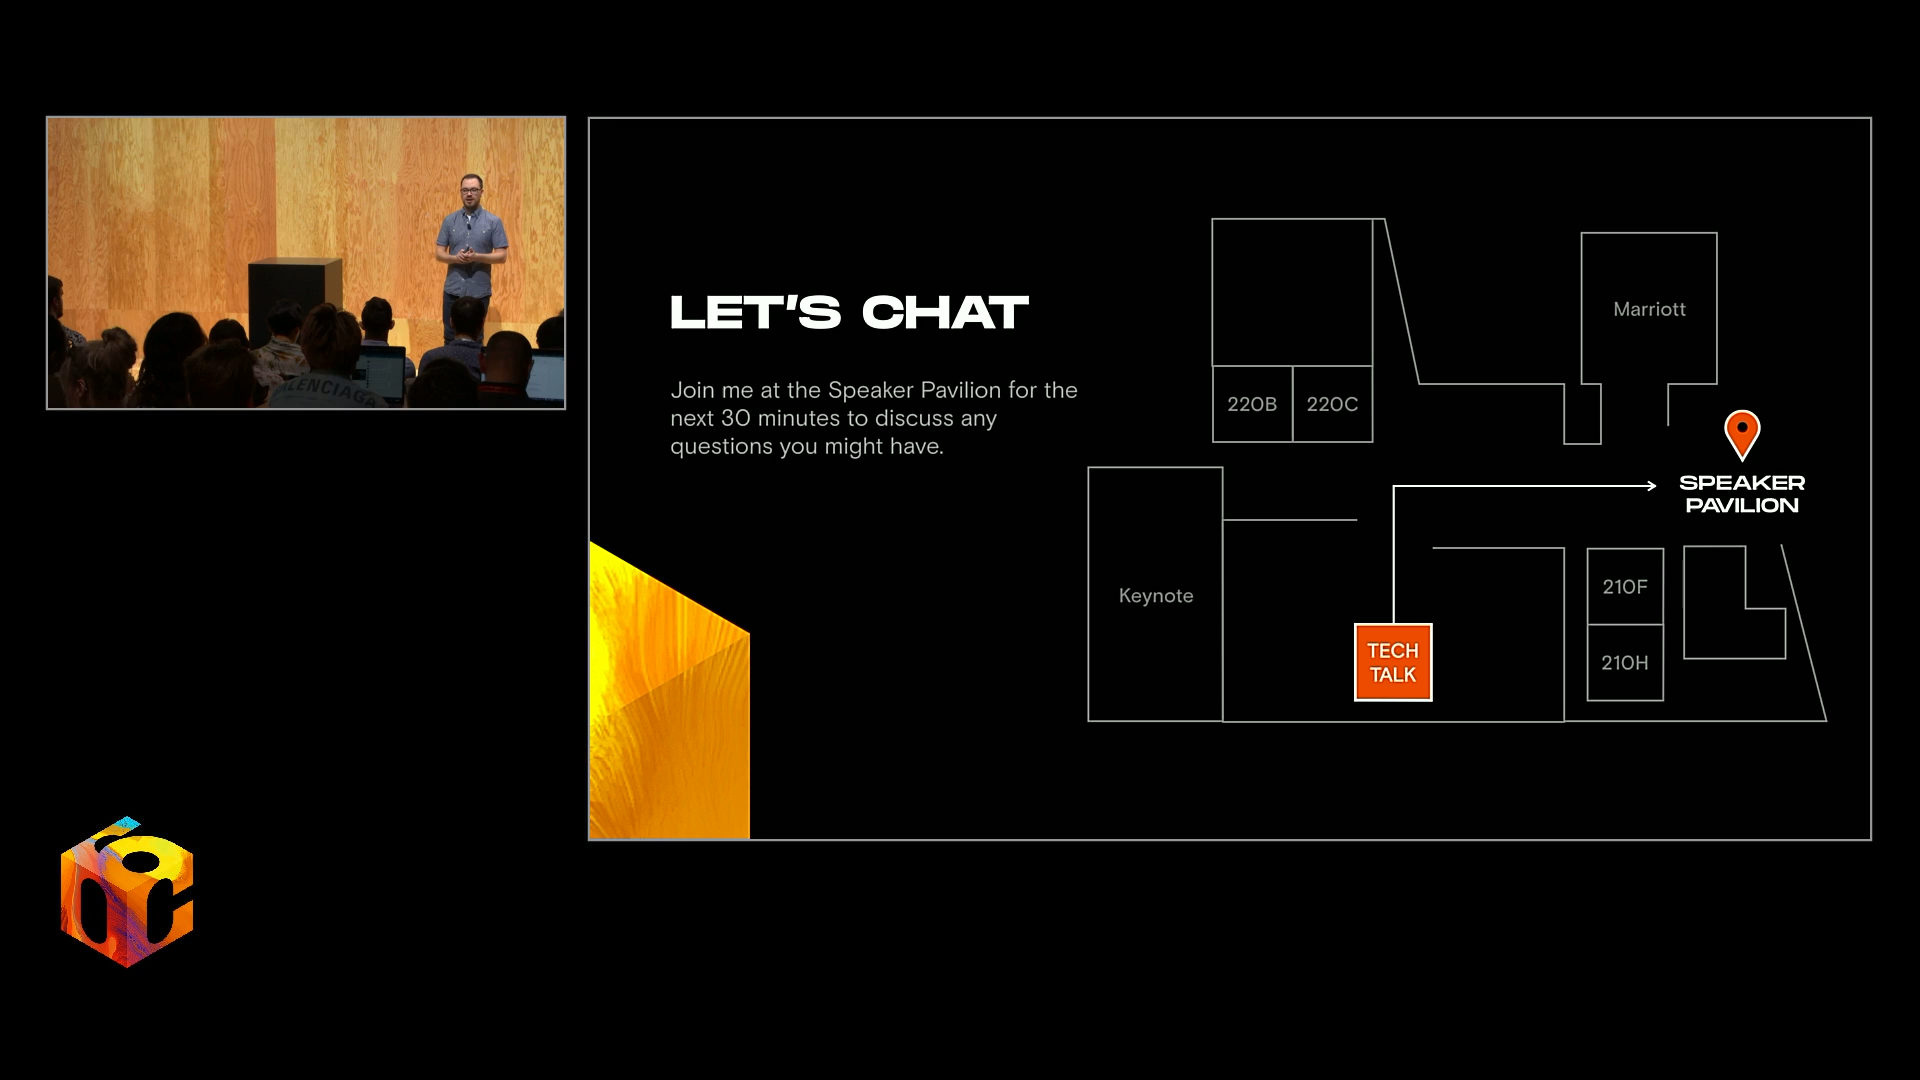 LET'S CHAT
Join me at the Speaker Pavilion for the
next 30 minutes to discuss any
questions you might have.
Marriott
220B
220C
SPEAKER
PAVILION
Keynote
210F
TECH
TALK
210H
BALENCIAGA